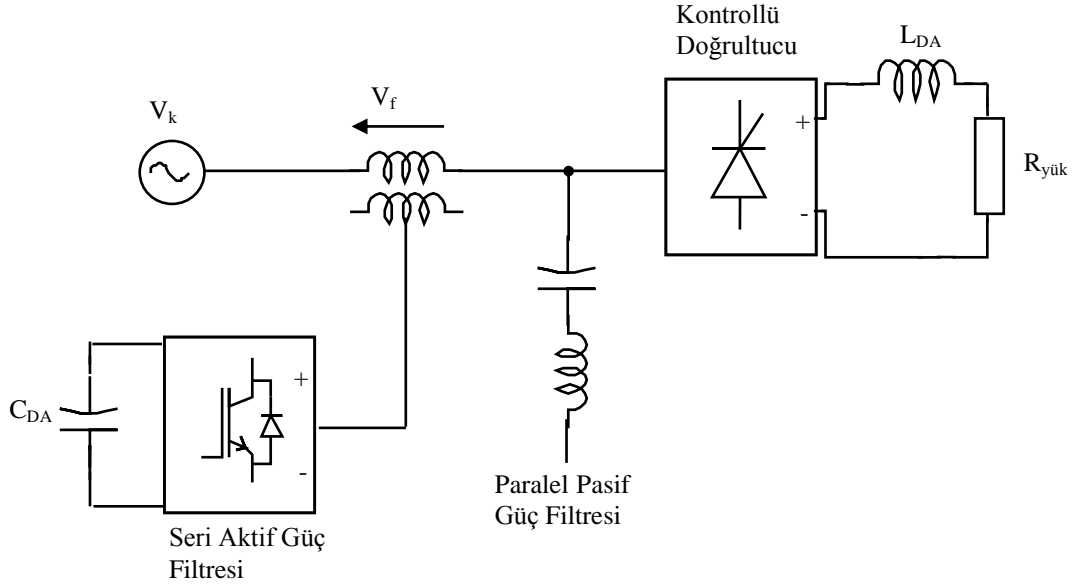 Kontrollü
Doğrultucu
L_DA
V_k
V_f
+
-
R_yük
C_DA
+
-
Paralel Pasif
Güç Filtresi
Seri Aktif Güç
Filtresi